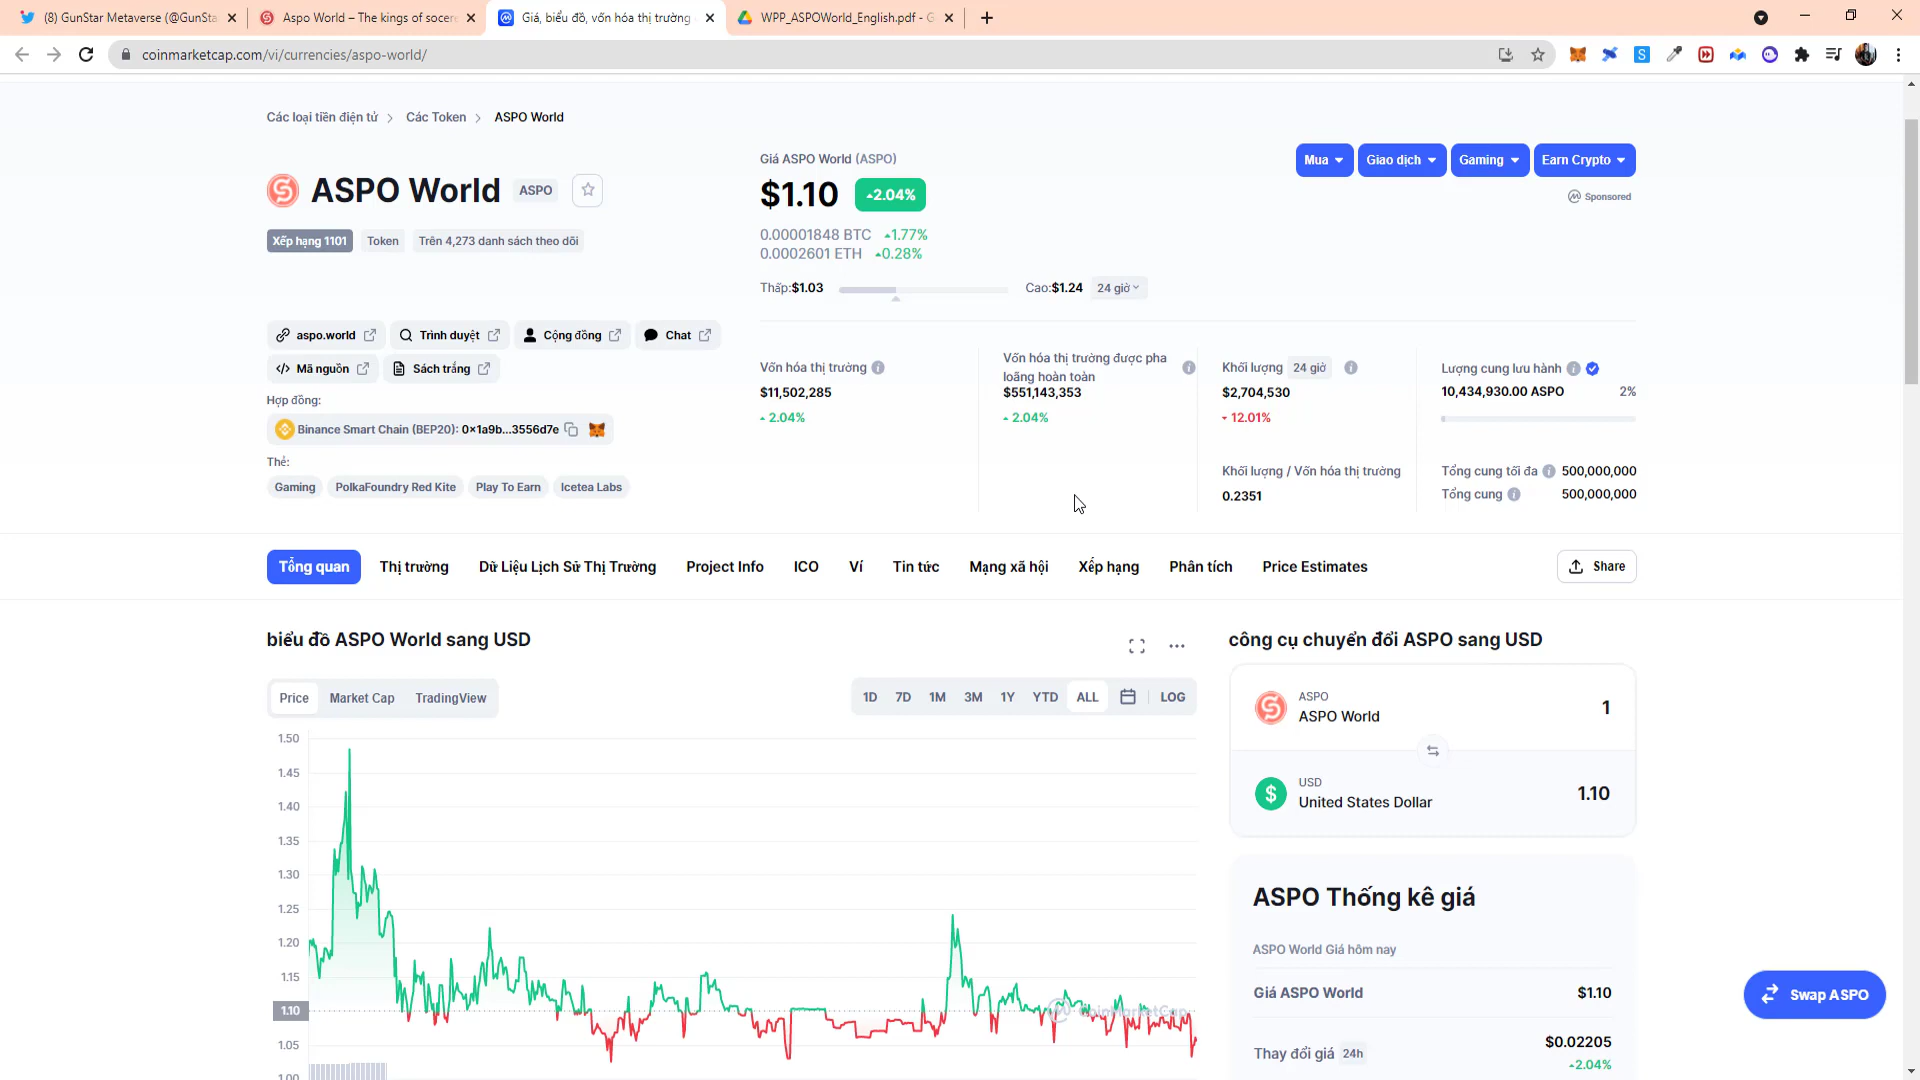 (8) GunStar Metaverse (@GunSta
Aspo World – The kings of socere
Giá, biểu đồ, vốn hóa thị trường
WPP_ASPOWorld_English.pdf - G
coinmarketcap.com/vi/currencies/aspo-world/
Các loại tiền điện tử
Các Token
ASPO World
ASPO World
ASPO
Xếp hạng 1101
Token
Trên 4,273 danh sách theo dõi
aspo.world
Trình duyệt
Cộng đồng
Chat
Mã nguồn
Sách trắng
Hợp đồng:
Binance Smart Chain (BEP20): 0x1a9b...3556d7e
Thẻ:
Gaming
PolkaFoundry Red Kite
Play To Earn
Icetea Labs
Giá ASPO World (ASPO)
$1.10
2.04%
0.00001848 BTC 1.77%
0.0002601 ETH 0.28%
Thấp:$1.03
Cao:$1.24
24 giờ
Mua
Giao dịch
Gaming
Earn Crypto
Sponsored
Vốn hóa thị trường
$11,502,285
2.04%
Vốn hóa thị trường được pha
loãng hoàn toàn
$551,143,353
2.04%
Khối lượng 24 giờ
$2,704,530
12.01%
Khối lượng / Vốn hóa thị trường
0.2351
Lượng cung lưu hành
10,434,930.00 ASPO 2%
Tổng cung tối đa 500,000,000
Tổng cung 500,000,000
Tổng quan
Thị trường
Dữ Liệu Lịch Sử Thị Trường
Project Info
ICO
Ví
Tin tức
Mạng xã hội
Xếp hạng
Phân tích
Price Estimates
Share
biểu đồ ASPO World sang USD
Price
Market Cap
TradingView
1D
7D
1M
3M
1Y
YTD
ALL
LOG
1.50
1.45
1.40
1.35
1.30
1.25
1.20
1.15
1.10
1.05
1.00
CoinMarketCap
công cụ chuyển đổi ASPO sang USD
ASPO
ASPO World
1
USD
United States Dollar
1.10
ASPO Thống kê giá
ASPO World Giá hôm nay
Giá ASPO World $1.10
Thay đổi giá 24h
$0.02205
2.04%
Swap ASPO